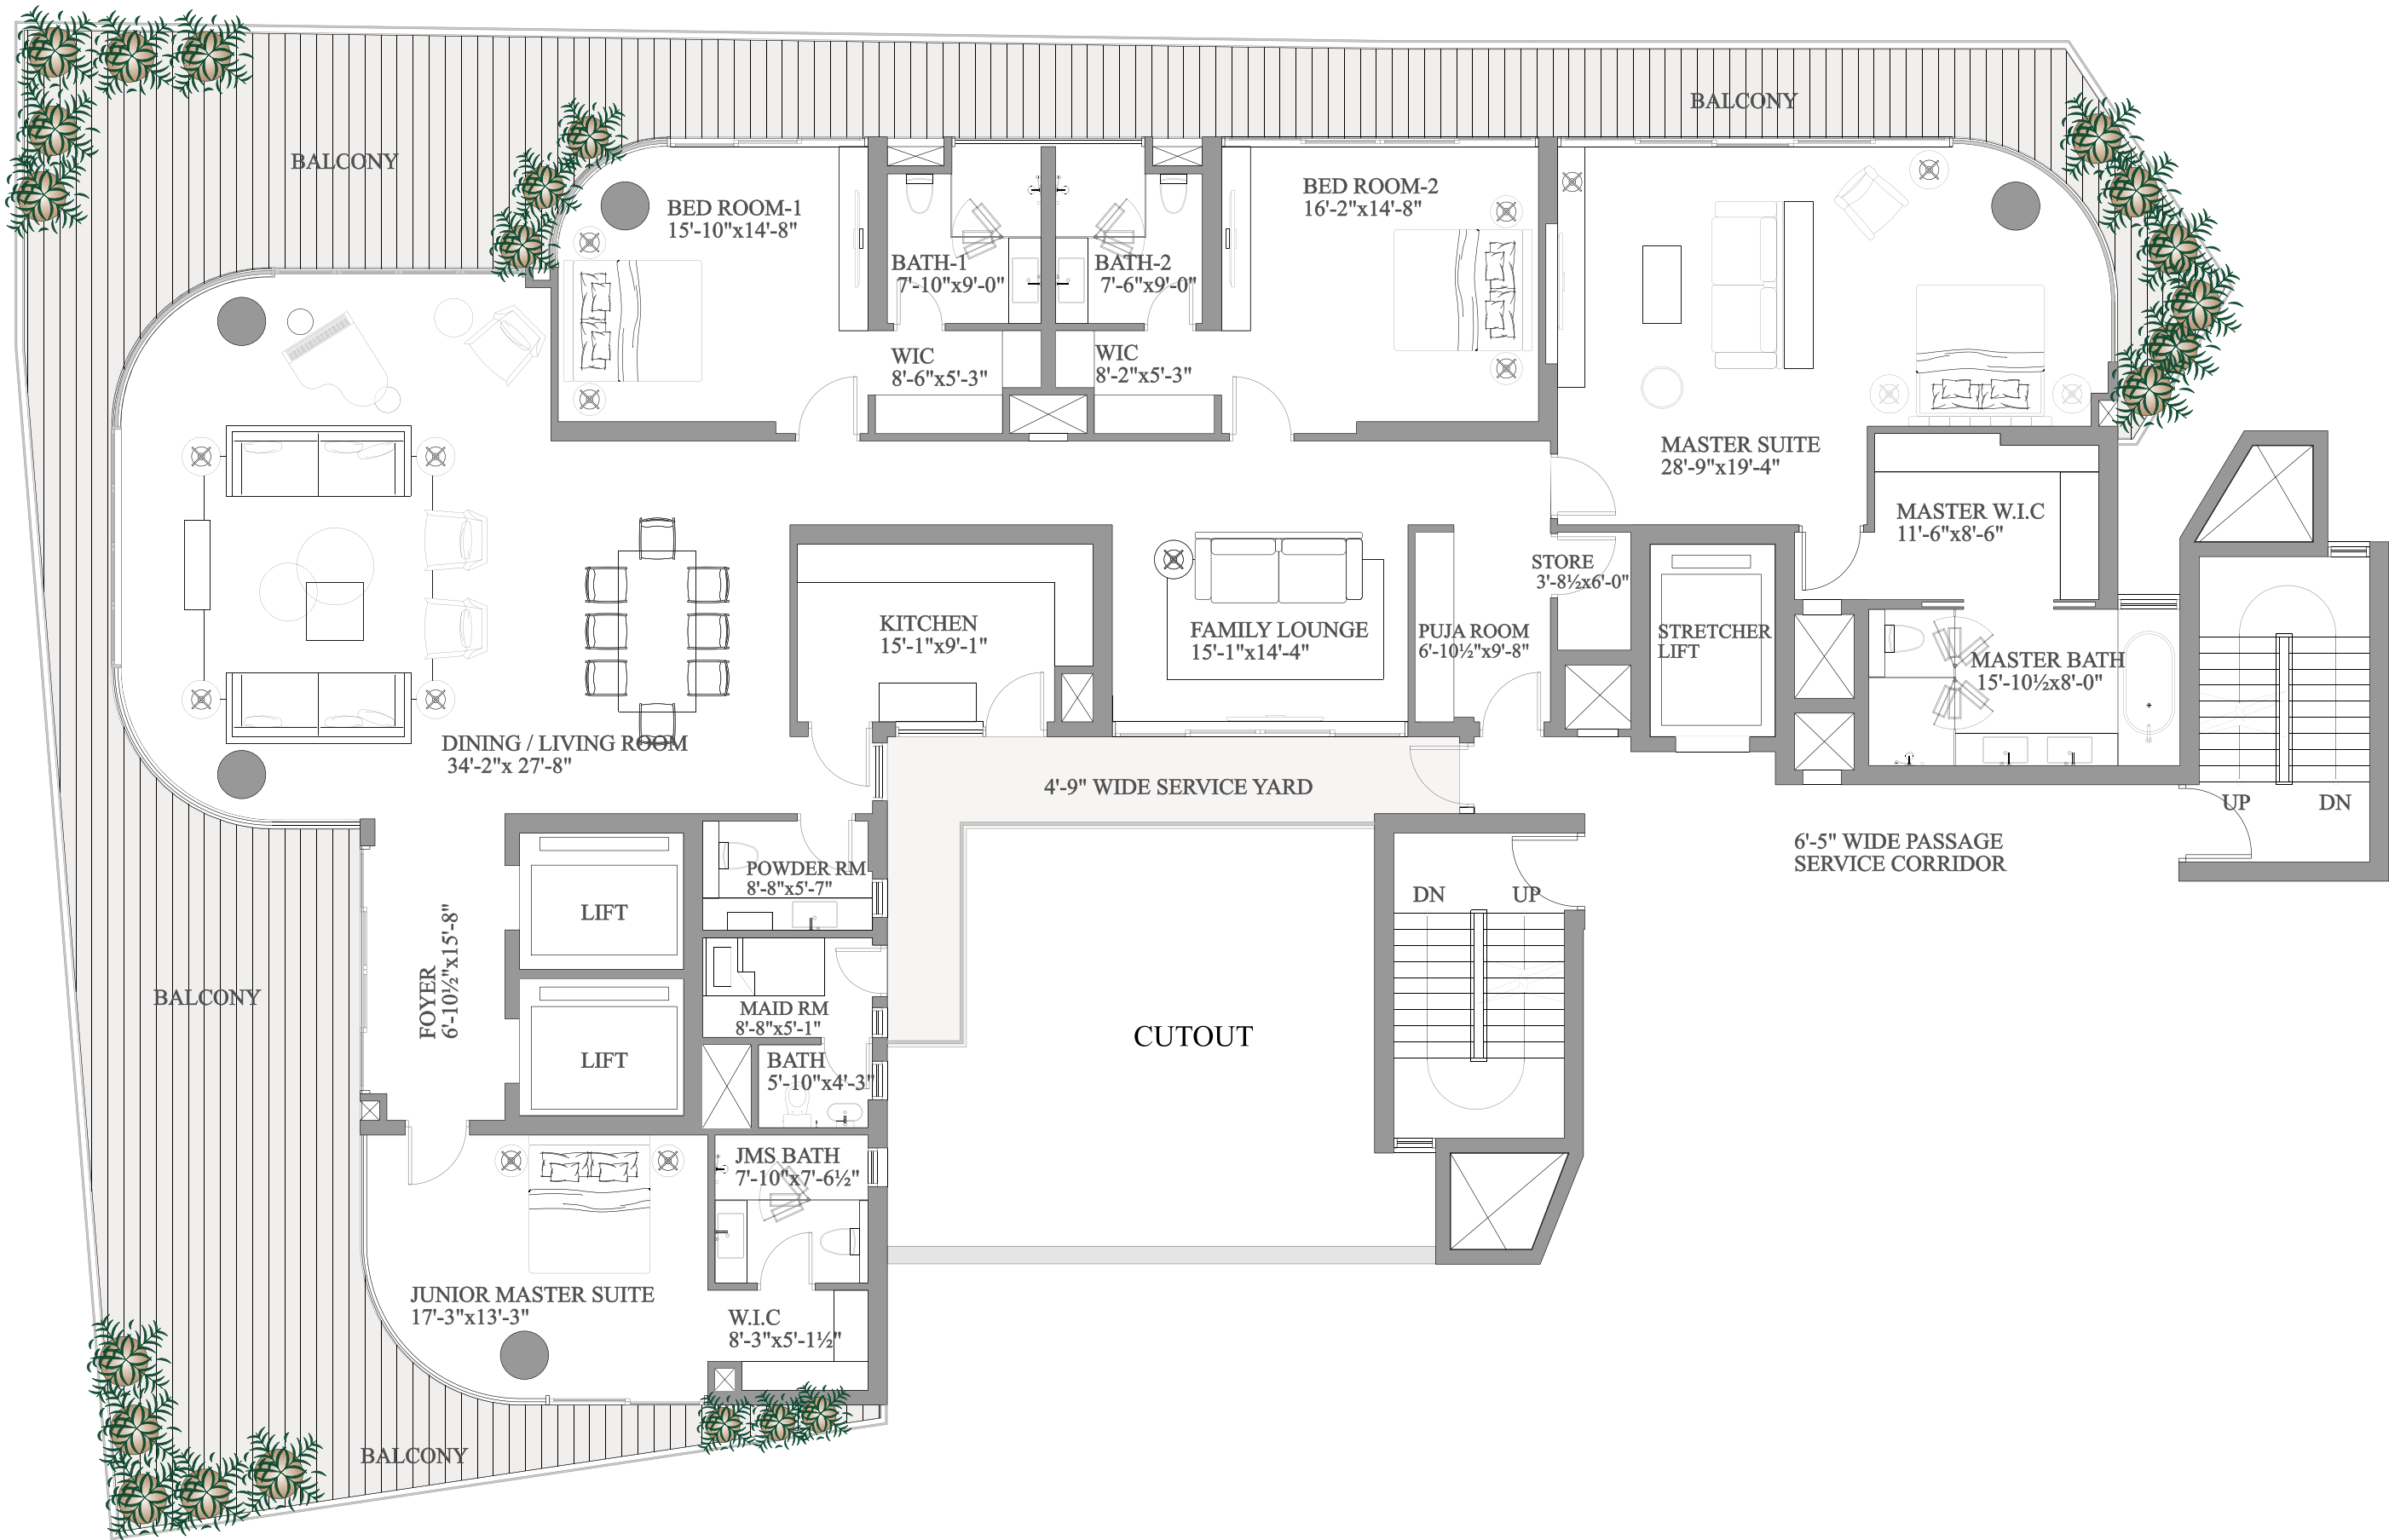 BALCONY
BALCONY
BED ROOM-1
15'-10"x14'-8"
BED ROOM-2
16'-2"x14'-8"
BATH-1
7'-10"x9'-0"
BATH-2
7'-6"x9'-0"
WIC
8'-6"x5'-3"
WIC
8'-2"x5'-3"
MASTER SUITE
28'-9"x19'-4"
MASTER W.I.C
11'-6"x8'-6"
STORE
3'-8½x6'-0"
KITCHEN
15'-1"x9'-1"
FAMILY LOUNGE
15'-1"x14'-4"
PUJA ROOM
6'-10½"x9'-8"
STRETCHER
LIFT
MASTER BATH
15'-10½x8'-0"
DINING / LIVING ROOM
34'-2"x 27'-8"
4'-9" WIDE SERVICE YARD
UP
DN
6'-5" WIDE PASSAGE
SERVICE CORRIDOR
POWDER RM
8'-8"x5'-7"
DN
UP
LIFT
FOYER
6'-10½"x15'-8"
BALCONY
MAID RM
8'-8"x5'-1"
CUTOUT
LIFT
BATH
5'-10"x4'-3"
JMS BATH
7'-10"x7'-6½"
JUNIOR MASTER SUITE
17'-3"x13'-3"
W.I.C
8'-3"x5'-1½"
BALCONY